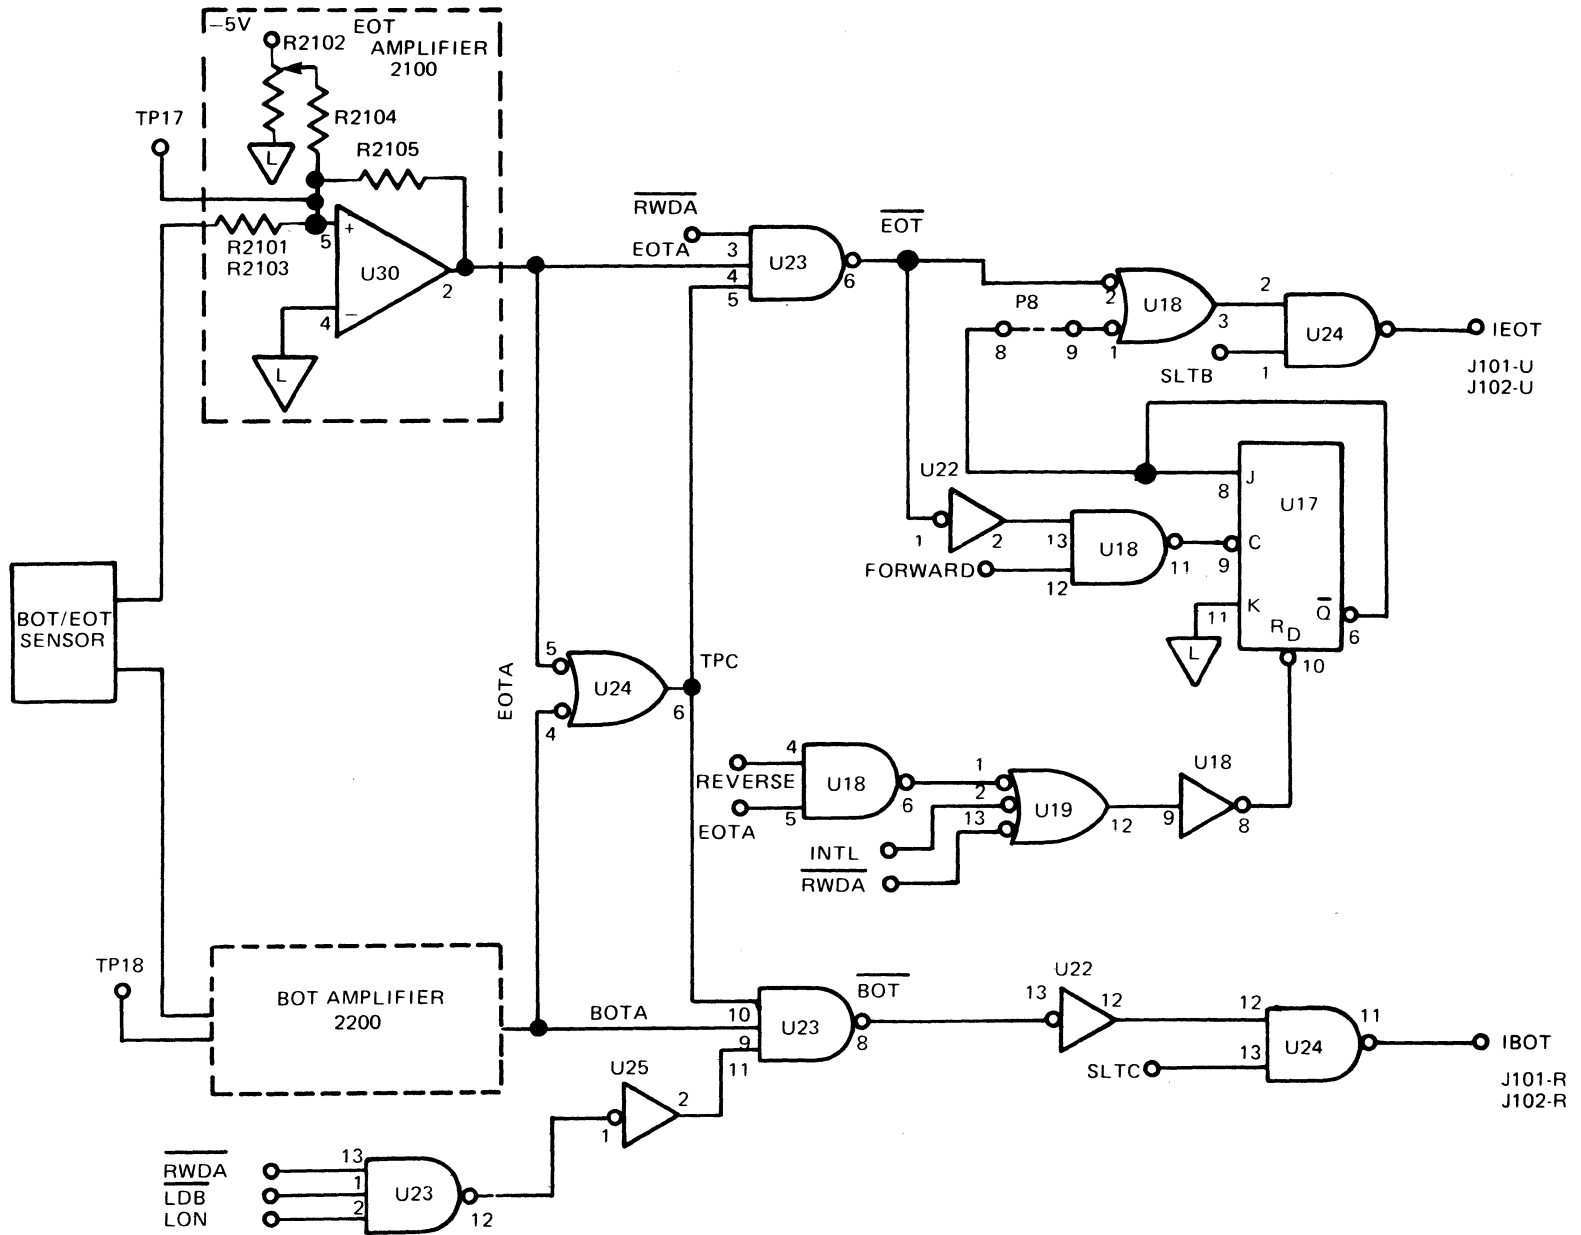 −5V
EOT
AMPLIFIER
2100
R2102
R2104
R2105
TP17
L
R2101
R2103
5
+
U30
2
4
−
L
RWDA
EOTA
3
4
5
U23
6
EOT
P8
2
U18
3
8
9
1
2
U24
SLTB
1
IEOT
J101-U
J102-U
U22
1
2
13
U18
11
FORWARD
12
J
8
U17
C
9
K
11
Q
6
RD
10
L
BOT/EOT
SENSOR
5
EOTA
U24
4
6
TPC
4
REVERSE
U18
6
5
EOTA
1
2
13
U19
12
INTL
RWDA
U18
9
8
TP18
BOT AMPLIFIER
2200
BOTA
10
9
11
U23
8
BOT
U22
13
12
12
11
U24
13
SLTC
IBOT
J101-R
J102-R
U25
1
2
RWDA
LDB
LON
13
1
2
U23
12